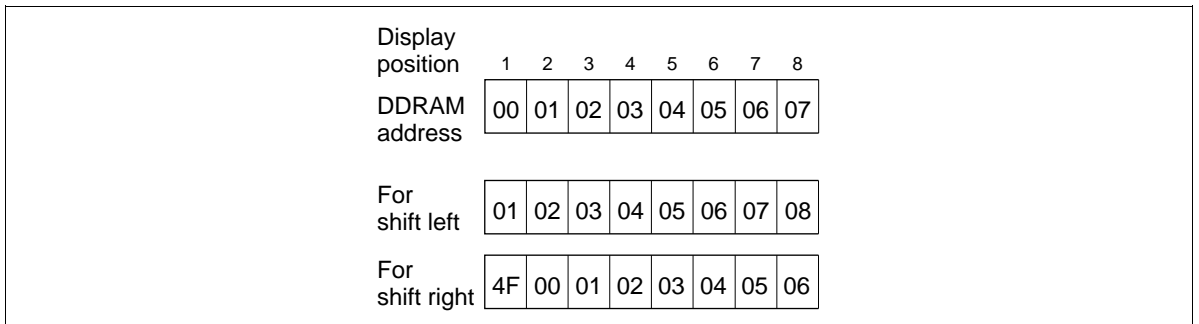 Display
position 1 2 3 4 5 6 7 8
DDRAM
address 00 01 02 03 04 05 06 07
For
shift left 01 02 03 04 05 06 07 08
For
shift right 4F 00 01 02 03 04 05 06